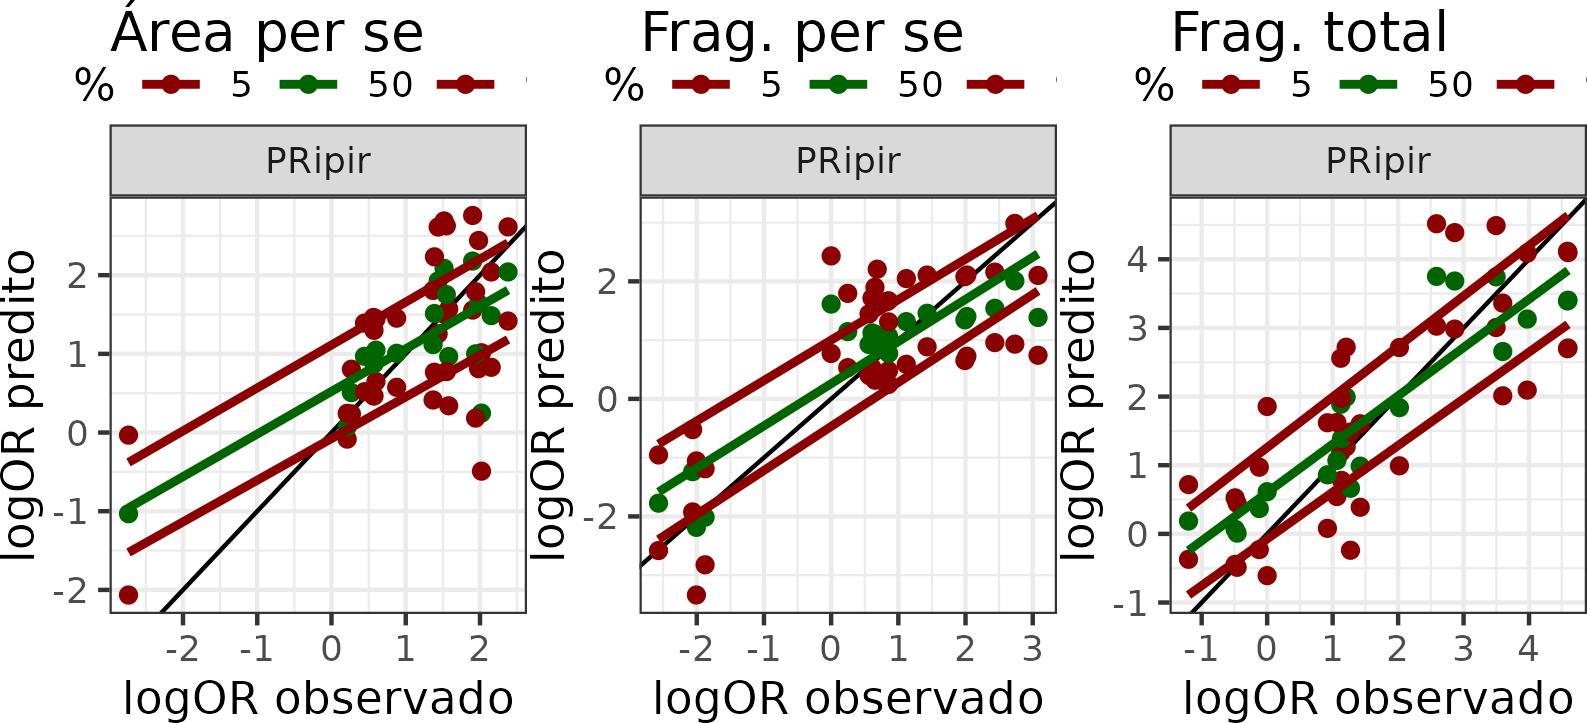 Área per se
% 5 50
PRipir
2
1
0
-1
-2
-2 -1 0 1 2
logOR predito
logOR observado
Frag. per se
% 5 50
PRipir
2
0
-2
-2 -1 0 1 2 3
logOR predito
logOR observado
Frag. total
% 5 50
PRipir
4
3
2
1
0
-1
-1 0 1 2 3 4
logOR predito
logOR observado